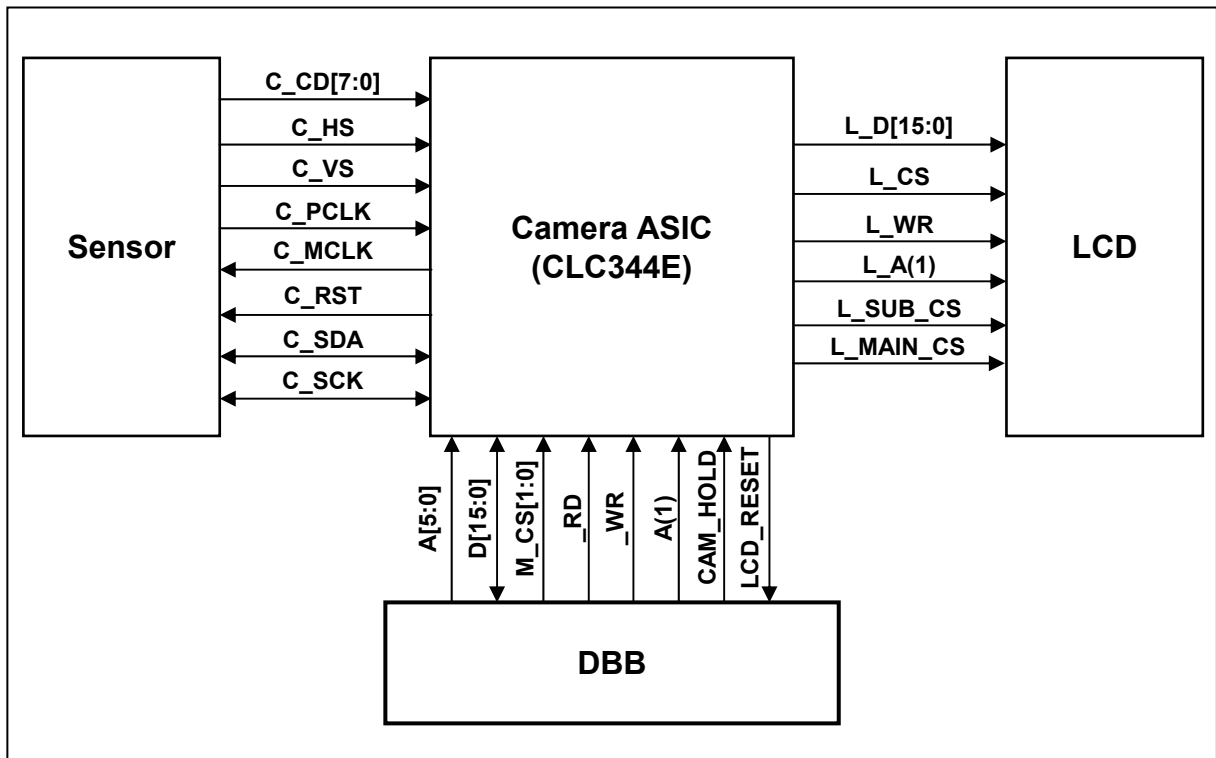 Sensor
C_CD[7:0]
C_HS
C_VS
C_PCLK
C_MCLK
C_RST
C_SDA
C_SCK
Camera ASIC
(CLC344E)
L_D[15:0]
L_CS
L_WR
L_A(1)
L_SUB_CS
L_MAIN_CS
LCD
A[5:0]
D[15:0]
M_CS[1:0]
_RD
_WR
A(1)
CAM_HOLD
LCD_RESET
DBB